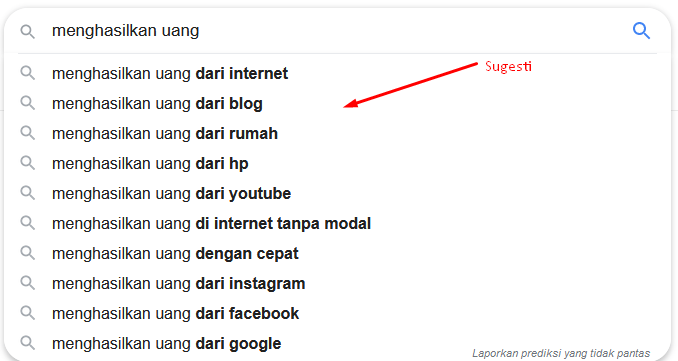 menghasilkan uang
Sugesti
menghasilkan uang dari internet
menghasilkan uang dari blog
menghasilkan uang dari rumah
menghasilkan uang dari hp
menghasilkan uang dari youtube
menghasilkan uang di internet tanpa modal
menghasilkan uang dengan cepat
menghasilkan uang dari instagram
menghasilkan uang dari facebook
menghasilkan uang dari google
Laporkan prediksi yang tidak pantas